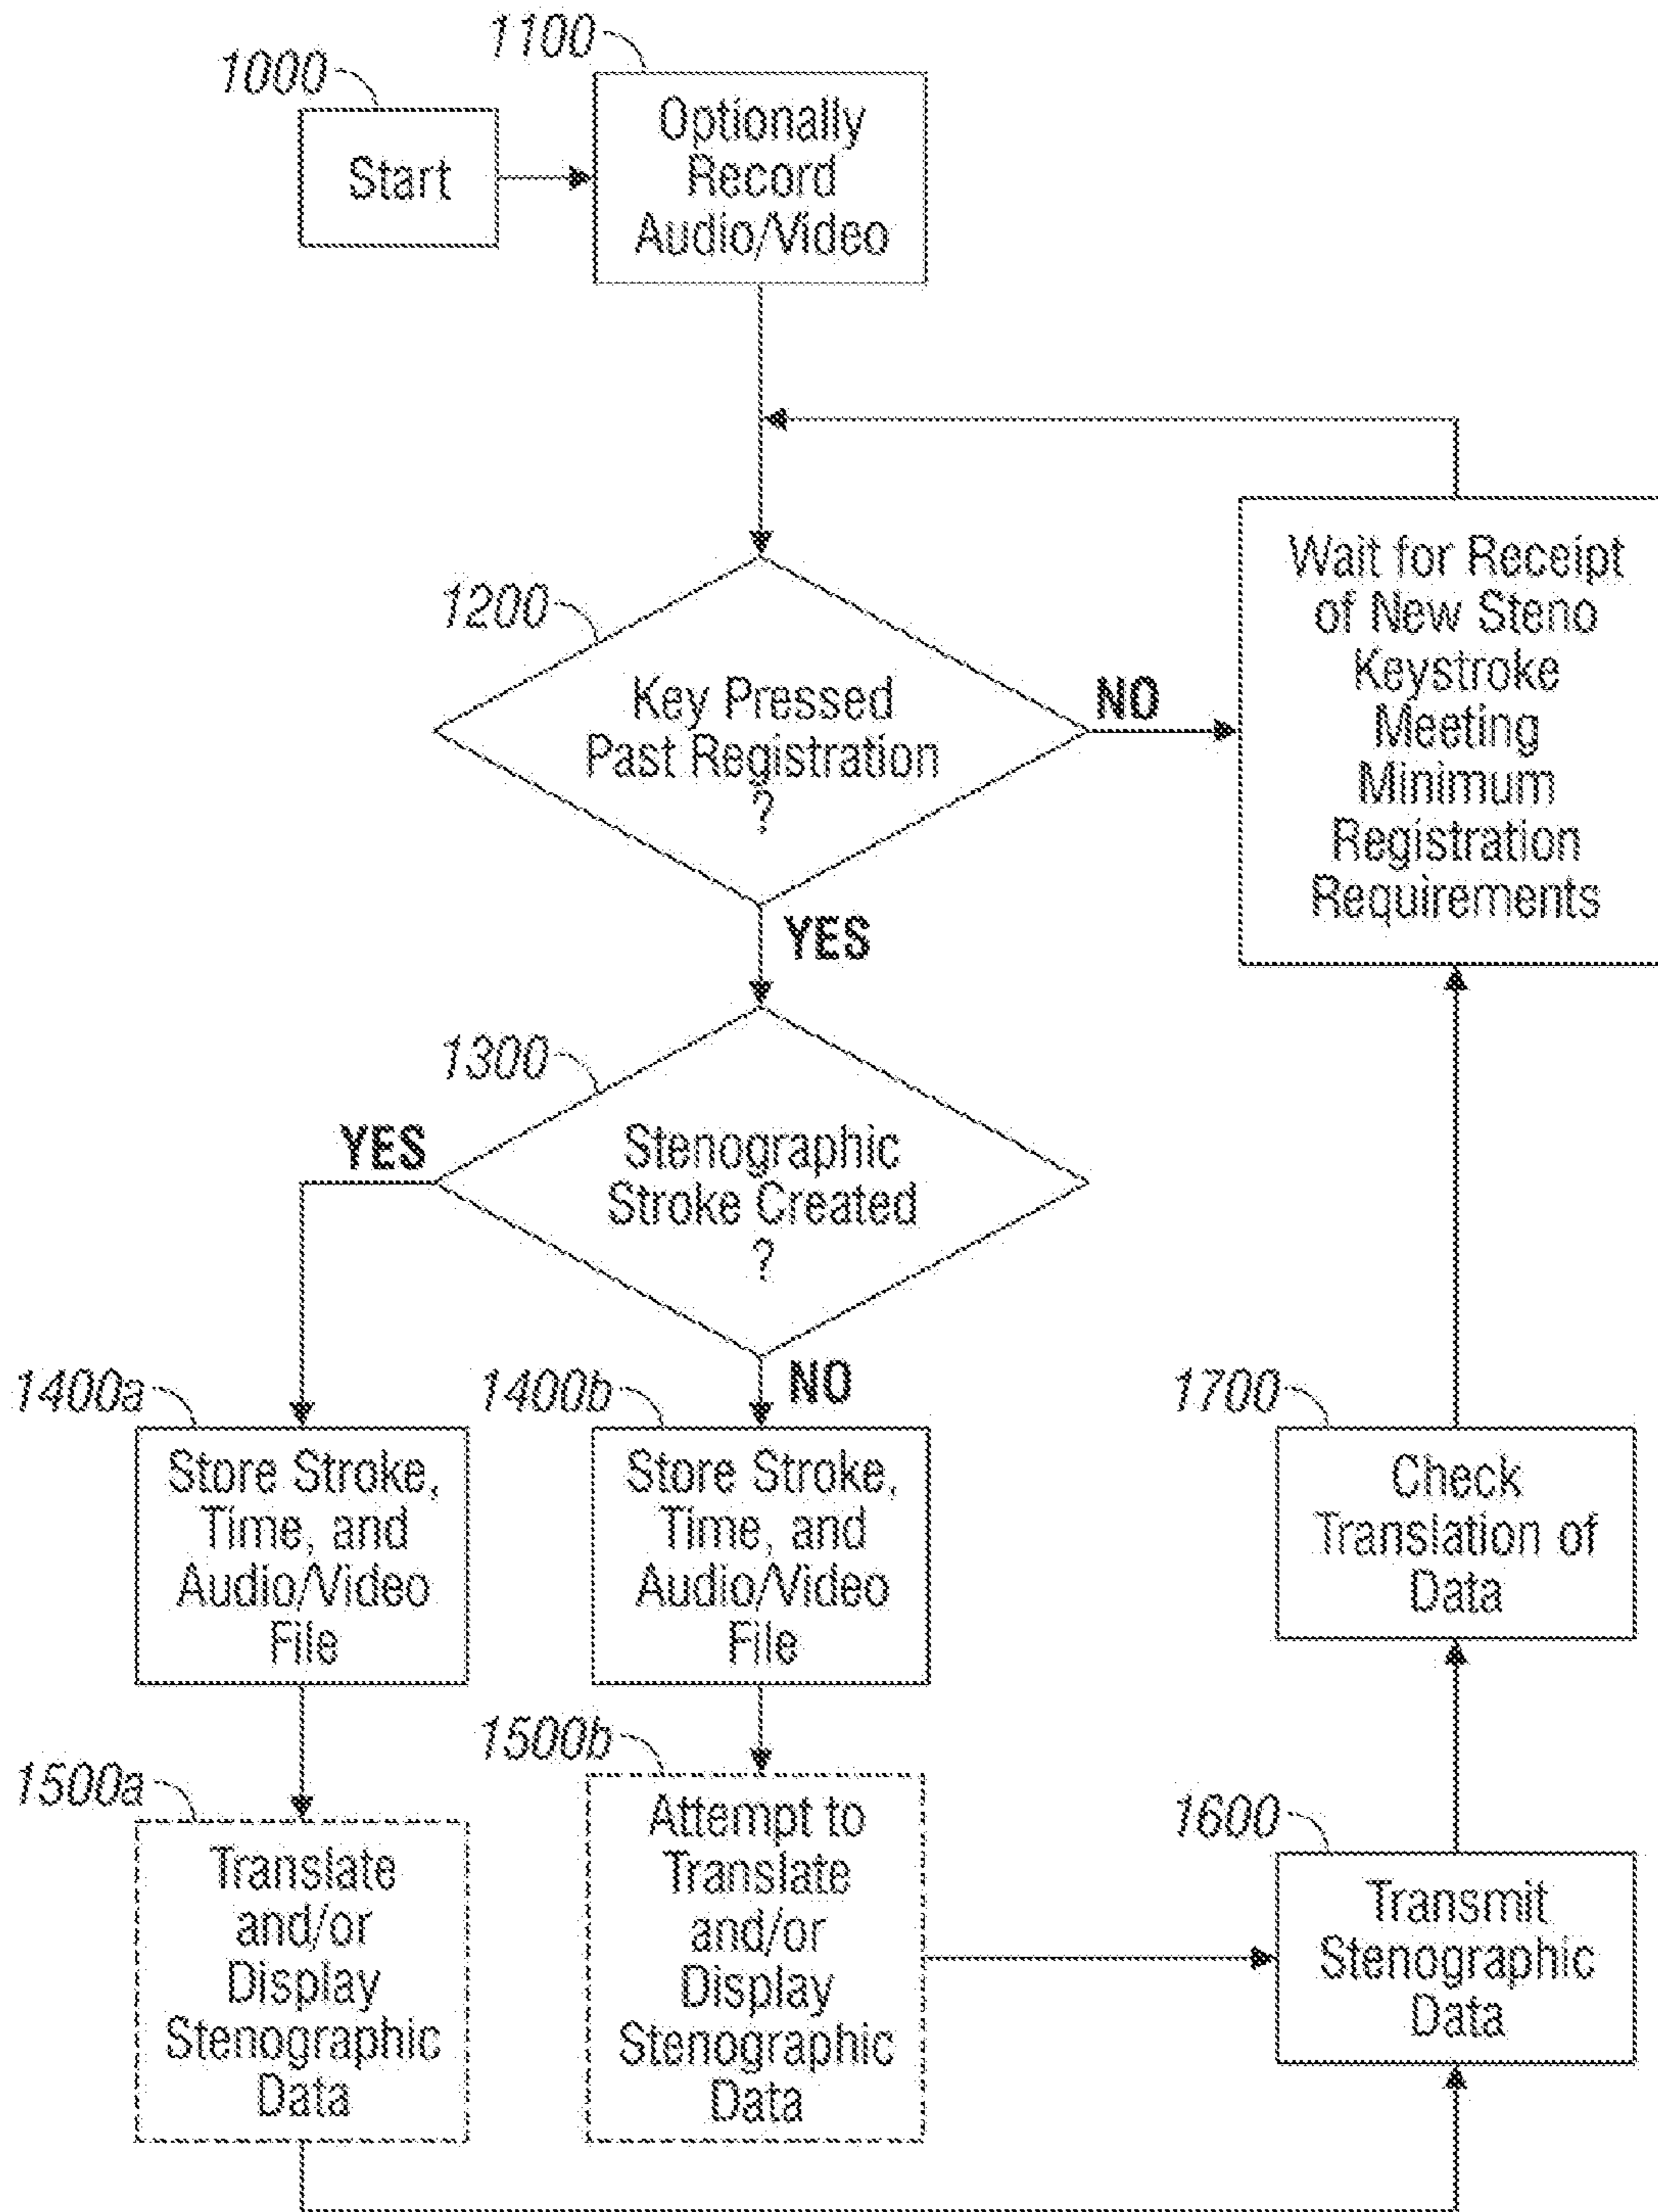 1000
Start
1100
Optionally
Record
Audio/Video
1200
Key Pressed
Past Registration
?
NO
Wait for Receipt
of New Steno
Keystroke
Meeting
Minimum
Registration
Requirements
YES
1300
Stenographic
Stroke Created
?
YES
NO
1400a
Store Stroke,
Time, and
Audio/Video
File
1400b
Store Stroke,
Time, and
Audio/Video
File
1700
Check
Translation of
Data
1500a
Translate
and/or
Display
Stenographic
Data
1500b
Attempt to
Translate
and/or
Display
Stenographic
Data
1600
Transmit
Stenographic
Data